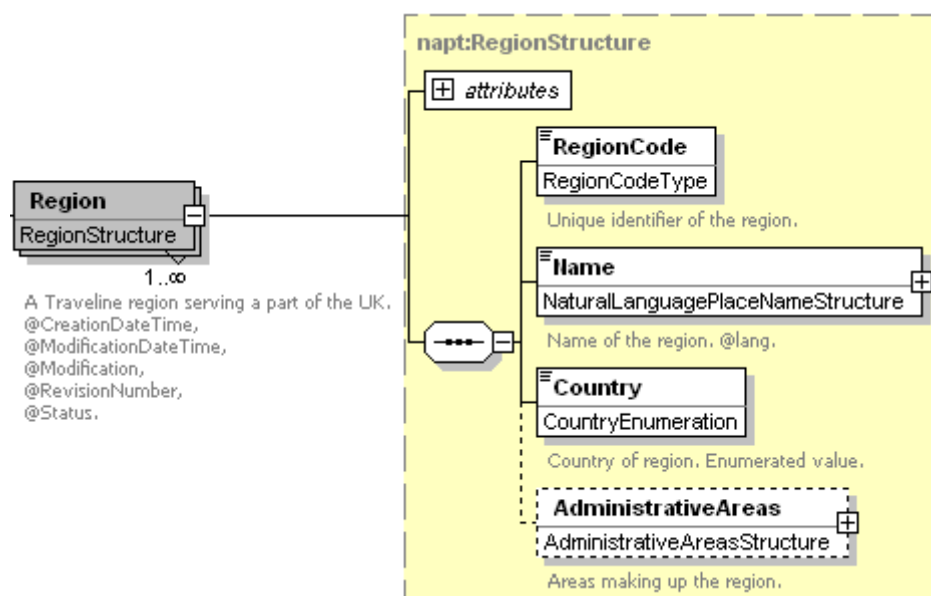 napt:RegionStructure
attributes
RegionCode
RegionCodeType
Unique identifier of the region.
Region
RegionStructure
1..∞
A Traveline region serving a part of the UK.
@CreationDateTime,
@ModificationDateTime,
@Modification,
@RevisionNumber,
@Status.
Name
NaturalLanguagePlaceNameStructure
Name of the region. @lang.
Country
CountryEnumeration
Country of region. Enumerated value.
AdministrativeAreas
AdministrativeAreasStructure
Areas making up the region.